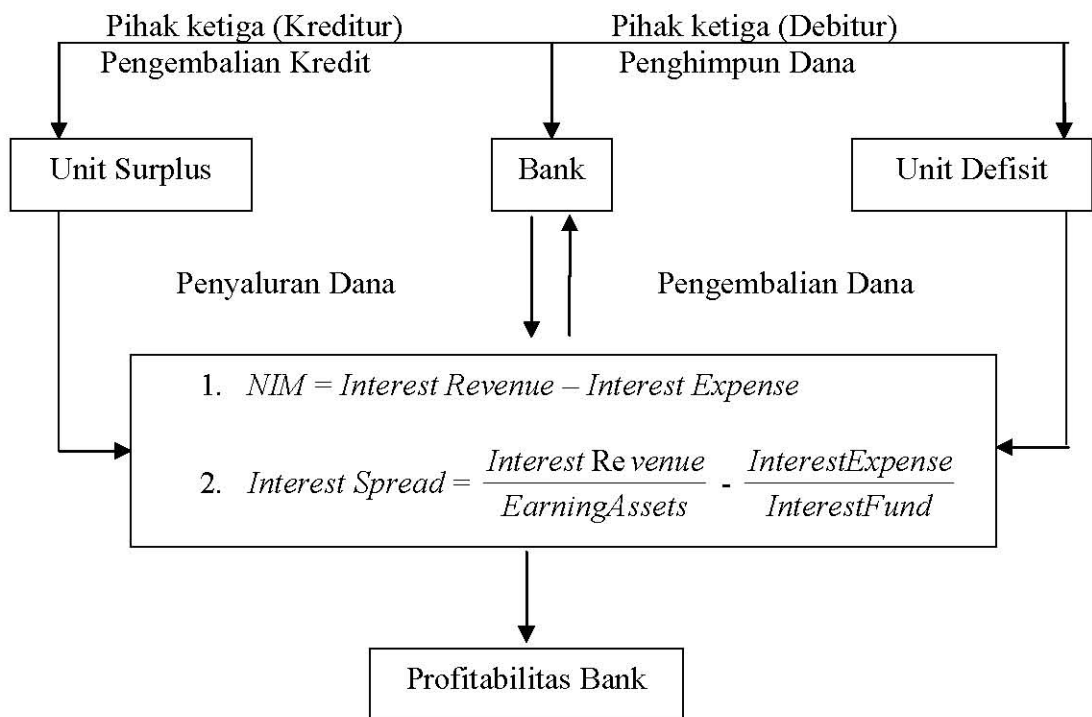 Pihak ketiga (Kreditur)
Pihak ketiga (Debitur)
Pengembalian Kredit
Penghimpun Dana
Unit Surplus
Bank
Unit Defisit
Penyaluran Dana
Pengembalian Dana
1. NIM = Interest Revenue – Interest Expense
2. Interest Spread = Interest Revenue / EarningAssets - InterestExpense / InterestFund
Profitabilitas Bank